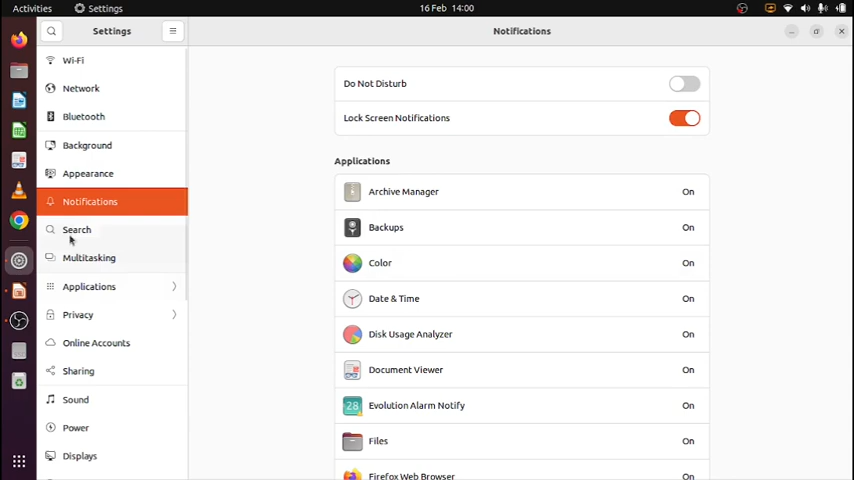 Activities
Settings
16 Feb 14:00
Settings
Notifications
Wi-Fi
Network
Bluetooth
Background
Appearance
Notifications
Search
Multitasking
Applications
Privacy
Online Accounts
Sharing
Sound
Power
Displays
Do Not Disturb
Lock Screen Notifications
Applications
Archive Manager On
Backups On
Color On
Date & Time On
Disk Usage Analyzer On
Document Viewer On
28 Evolution Alarm Notify On
Files On
Firefox Web Browser On